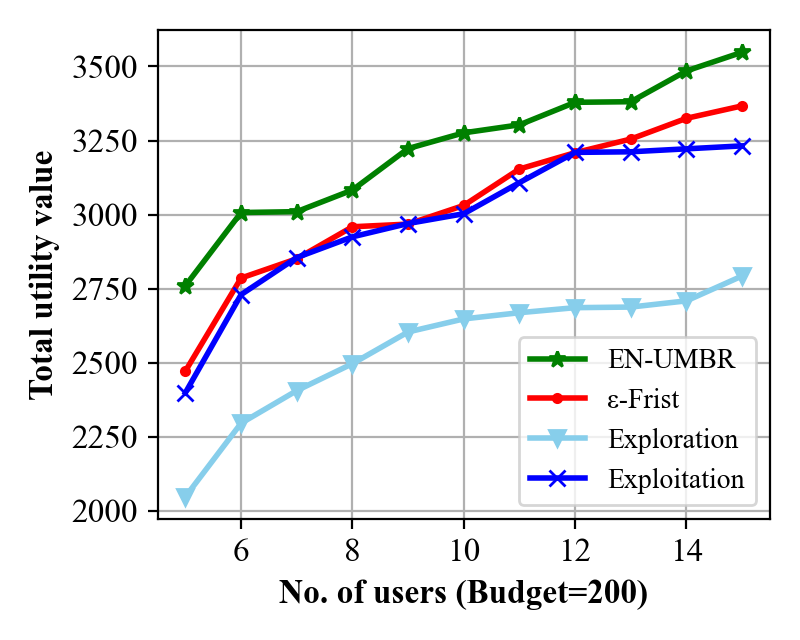 Total utility value
3500
3250
3000
2750
2500
2250
2000
EN-UMBR
ε-Frist
Exploration
Exploitation
6 8 10 12 14
No. of users (Budget=200)